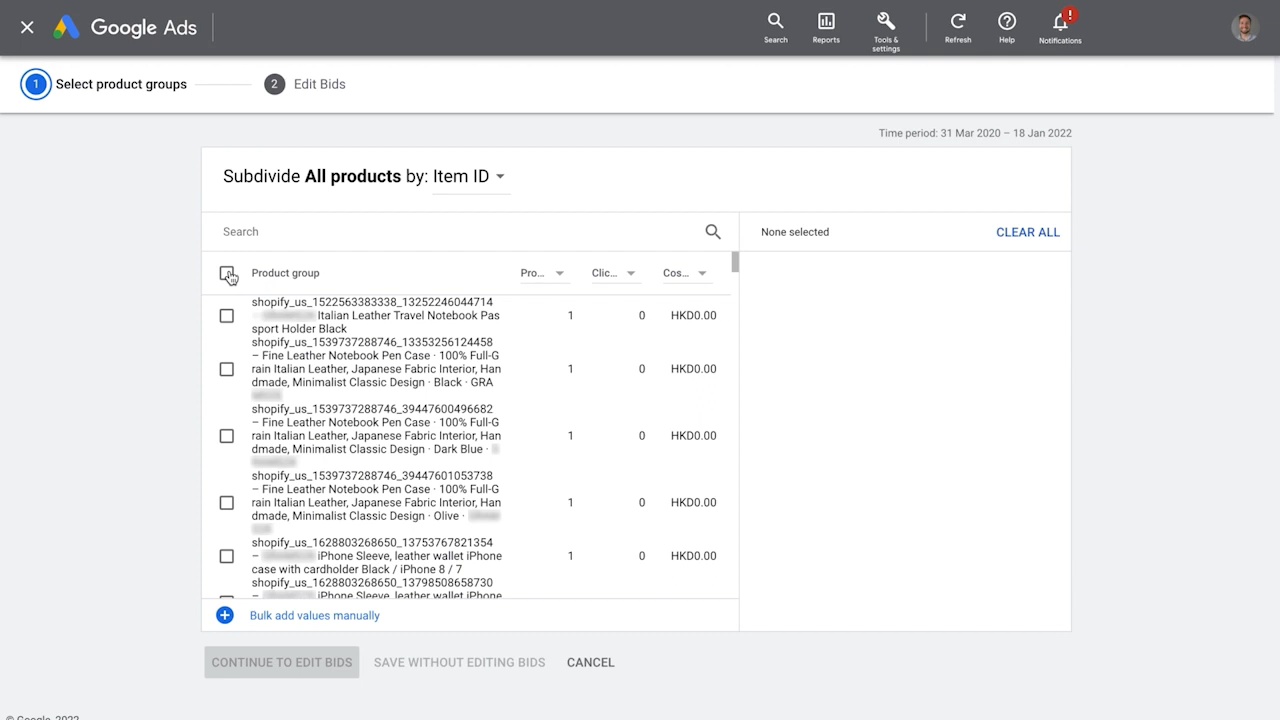 Google Ads
Search
Reports
Tools &
settings
Refresh
Help
!
Notifications
1 Select product groups
2 Edit Bids
Time period: 31 Mar 2020 – 18 Jan 2022
Subdivide All products by: Item ID
Search
None selected
CLEAR ALL
Product group Pro... Clic... Cos...
shopify_us_1522563383338_13252246044714
Italian Leather Travel Notebook Pas
sport Holder Black
1 0 HKD0.00
shopify_us_1539737288746_13353256124458
– Fine Leather Notebook Pen Case · 100% Full-G
rain Italian Leather, Japanese Fabric Interior, Han
dmade, Minimalist Classic Design · Black · GRA
1 0 HKD0.00
shopify_us_1539737288746_39447600496682
– Fine Leather Notebook Pen Case · 100% Full-G
rain Italian Leather, Japanese Fabric Interior, Han
dmade, Minimalist Classic Design · Dark Blue ·
1 0 HKD0.00
shopify_us_1539737288746_39447601053738
– Fine Leather Notebook Pen Case · 100% Full-G
rain Italian Leather, Japanese Fabric Interior, Han
dmade, Minimalist Classic Design · Olive ·
1 0 HKD0.00
shopify_us_1628803268650_13753767821354
– iPhone Sleeve, leather wallet iPhone
case with cardholder Black / iPhone 8 / 7
1 0 HKD0.00
shopify_us_1628803268650_13798508658730
– iPhone Sleeve, leather wallet iPhone
Bulk add values manually
CONTINUE TO EDIT BIDS
SAVE WITHOUT EDITING BIDS
CANCEL
© Google, 2022